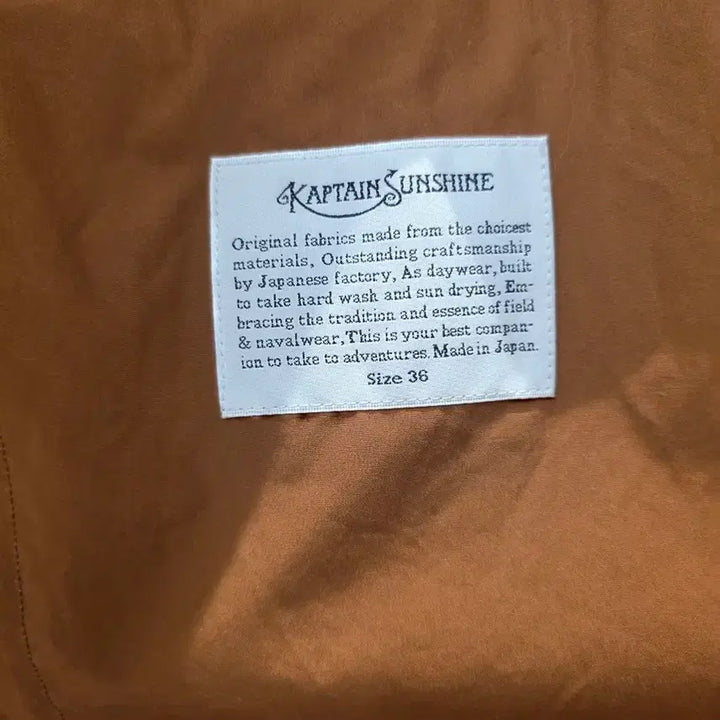 KAPTAIN SUNSHINE
Original fabrics made from the choicest
materials, Outstanding craftsmanship
by Japanese factory, As daywear, built
to take hard wash and sun drying, Em-
bracing the tradition and essence of field
& navalwear, This is your best compan-
ion to take to adventures. Made in Japan.
Size 36